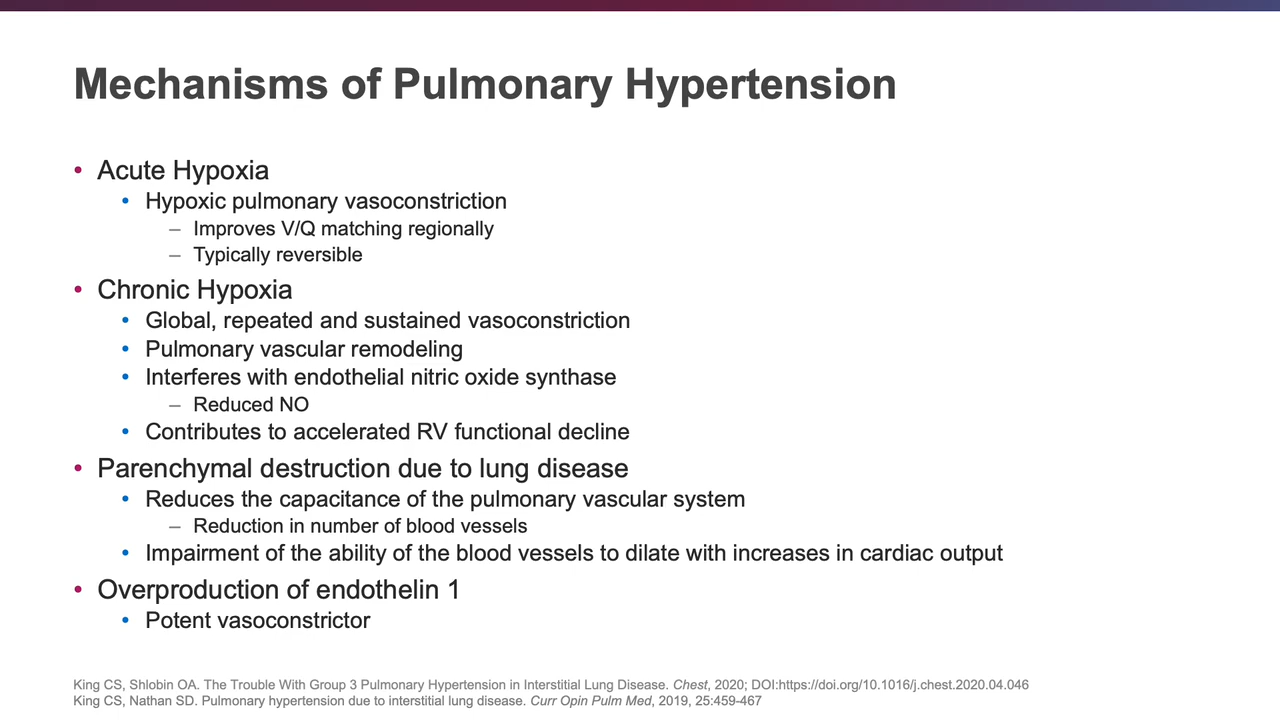 Mechanisms of Pulmonary Hypertension
• Acute Hypoxia
• Hypoxic pulmonary vasoconstriction
– Improves V/Q matching regionally
– Typically reversible
• Chronic Hypoxia
• Global, repeated and sustained vasoconstriction
• Pulmonary vascular remodeling
• Interferes with endothelial nitric oxide synthase
– Reduced NO
• Contributes to accelerated RV functional decline
• Parenchymal destruction due to lung disease
• Reduces the capacitance of the pulmonary vascular system
– Reduction in number of blood vessels
• Impairment of the ability of the blood vessels to dilate with increases in cardiac output
• Overproduction of endothelin 1
• Potent vasoconstrictor
King CS, Shlobin OA. The Trouble With Group 3 Pulmonary Hypertension in Interstitial Lung Disease. Chest, 2020; DOI:https://doi.org/10.1016/j.chest.2020.04.046
King CS, Nathan SD. Pulmonary hypertension due to interstitial lung disease. Curr Opin Pulm Med, 2019, 25:459-467